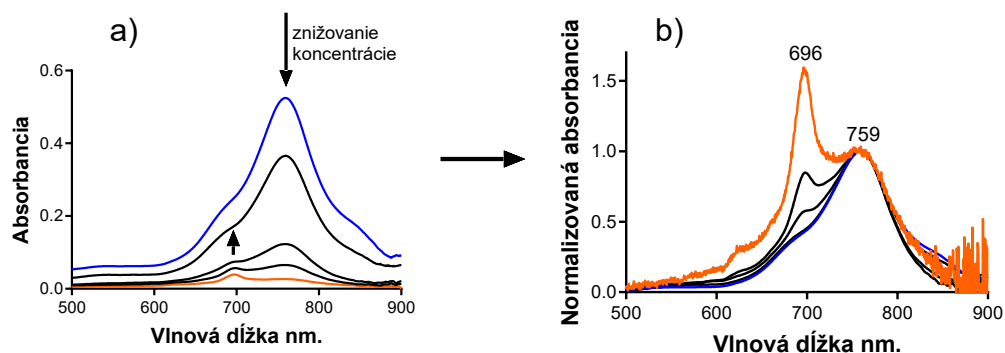 a)
znižovanie
koncentrácie
0.6
0.4
0.2
0.0
Absorbancia
500 600 700 800 900
Vlnová dĺžka nm.
b)
696
759
1.5
1.0
0.5
0.0
Normalizovaná absorbancia
500 600 700 800 900
Vlnová dĺžka nm.